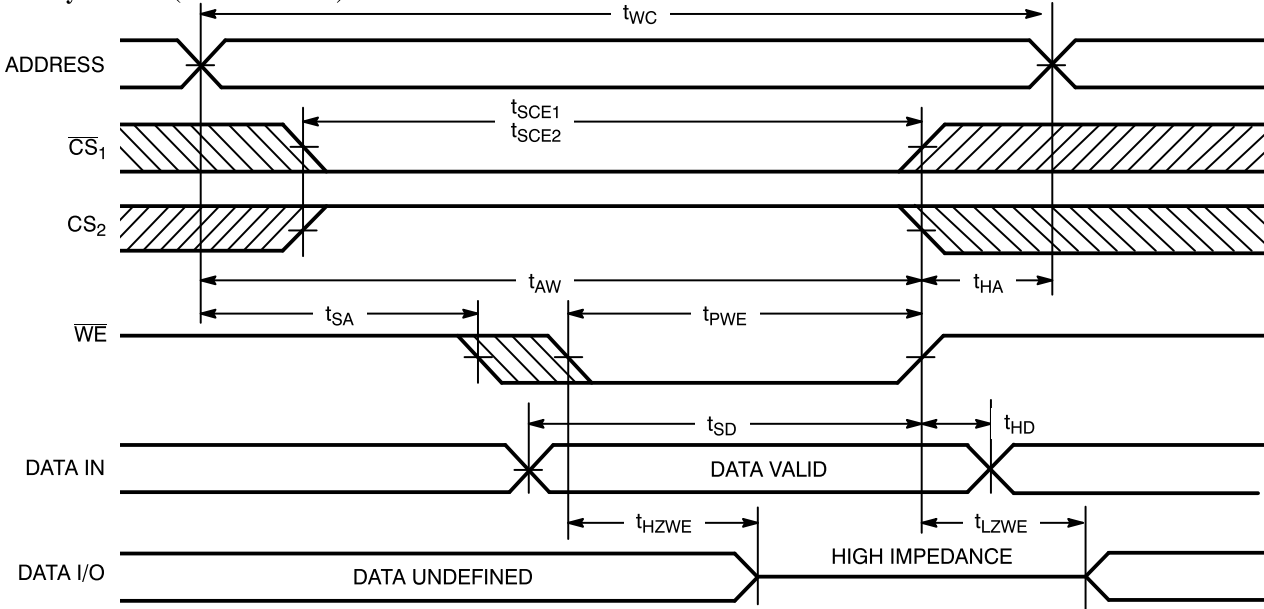 tWC
ADDRESS
tSCE1
tSCE2
CS1
CS2
tAW
tHA
tSA
tPWE
WE
tSD
tHD
DATA IN
DATA VALID
tHZWE
tLZWE
HIGH IMPEDANCE
DATA I/O
DATA UNDEFINED